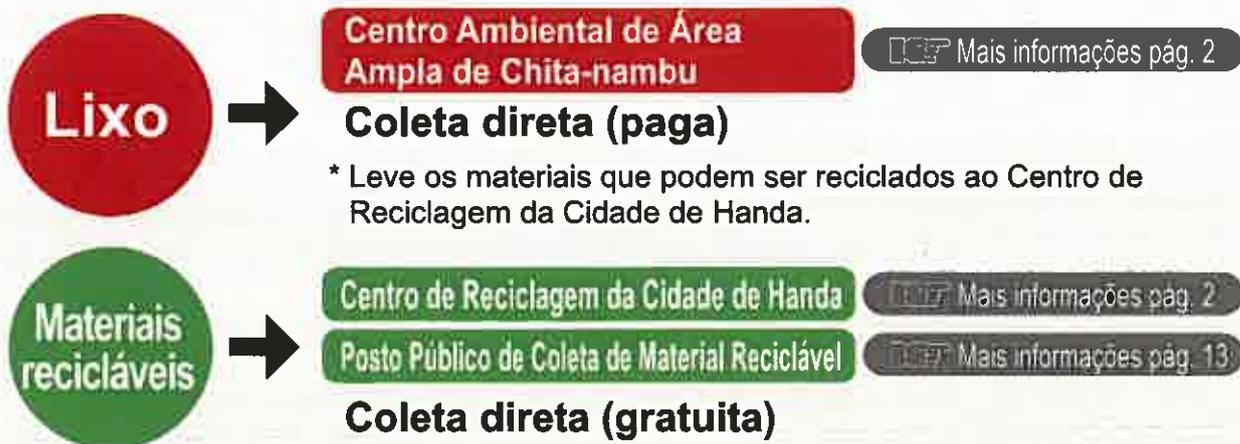 Lixo
Centro Ambiental de Área
Ampla de Chita-nambu
Mais informações pág. 2
Coleta direta (paga)
* Leve os materiais que podem ser reciclados ao Centro de
Reciclagem da Cidade de Handa.
Materiais
recicláveis
Centro de Reciclagem da Cidade de Handa
Mais informações pág. 2
Posto Público de Coleta de Material Reciclável
Mais informações pág. 13
Coleta direta (gratuita)